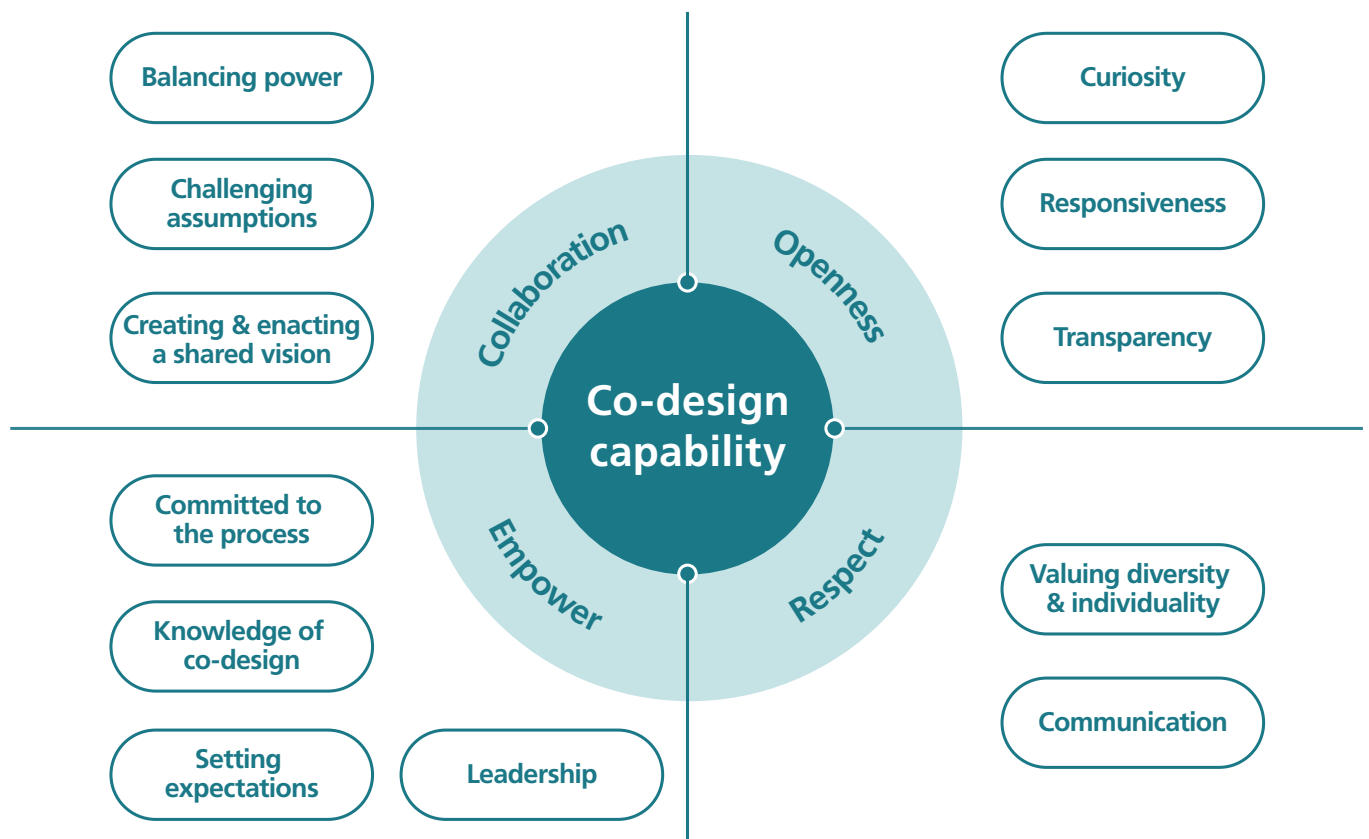 Balancing power
Challenging
assumptions
Creating & enacting
a shared vision
Collaboration
Openness
Curiosity
Responsiveness
Transparency
Co-design
capability
Committed to
the process
Knowledge of
co-design
Setting
expectations
Leadership
Empower
Respect
Valuing diversity
& individuality
Communication